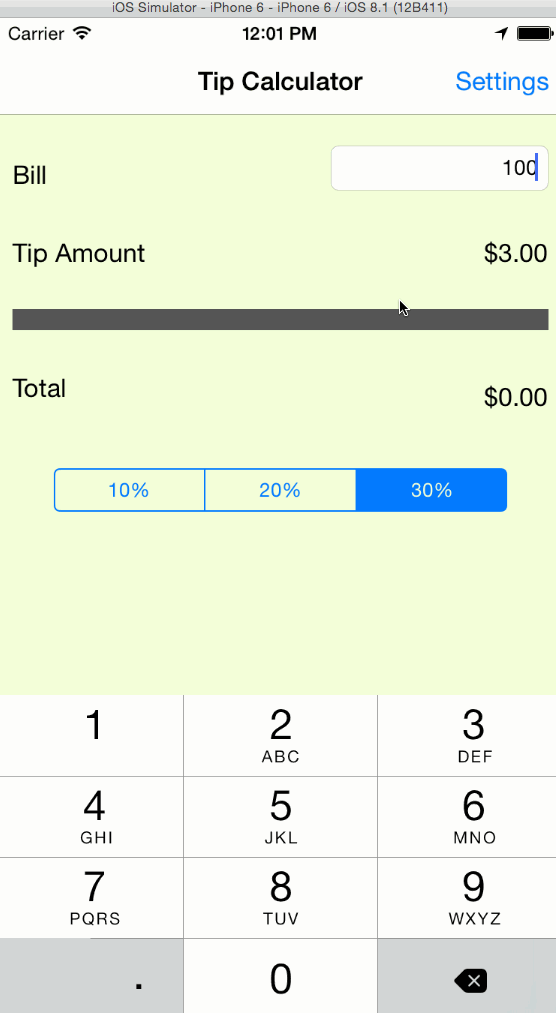 iOS Simulator - iPhone 6 - iPhone 6 / iOS 8.1 (12B411)
Carrier 12:01 PM
Tip Calculator Settings
Bill 100
Tip Amount $3.00
Total $0.00
10% 20% 30%
1 2 3
ABC DEF
4 5 6
GHI JKL MNO
7 8 9
PQRS TUV WXYZ
. 0